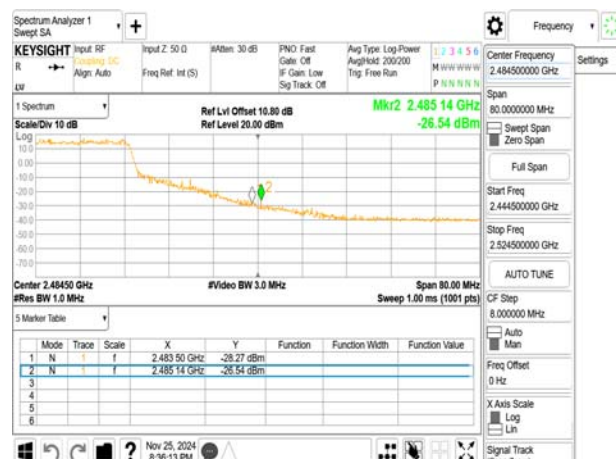 Spectrum Analyzer 1
Swept SA
Frequency
KEYSIGHT
R
Input: RF
Coupling: DC
Align: Auto
Input Z: 50 Ω
Freq Ref: Int (S)
#Atten: 30 dB
PNO: Fast
Gate: Off
IF Gain: Low
Sig Track: Off
Avg Type: Log-Power
Avg|Hold: 200/200
Trig: Free Run
1 2 3 4 5 6
M W W W W W
P N N N N N
1 Spectrum
Scale/Div 10 dB
Ref Lvl Offset 10.80 dB
Ref Level 20.00 dBm
Mkr2 2.485 14 GHz
-26.54 dBm
Log
10.0
0.00
-10.0
-20.0
-30.0
-40.0
-50.0
-60.0
-70.0
2
Center 2.48450 GHz
#Res BW 1.0 MHz
#Video BW 3.0 MHz
Span 80.00 MHz
Sweep 1.00 ms (1001 pts)
5 Marker Table
Mode Trace Scale X Y Function Function Width Function Value
1 N 1 f 2.483 50 GHz -28.27 dBm
2 N 1 f 2.485 14 GHz -26.54 dBm
3
4
5
6
Nov 25, 2024
8:36:13 PM
Center Frequency
2.484500000 GHz
Settings
Span
80.0000000 MHz
Swept Span
Zero Span
Full Span
Start Freq
2.444500000 GHz
Stop Freq
2.524500000 GHz
AUTO TUNE
CF Step
8.000000 MHz
Auto
Man
Freq Offset
0 Hz
X Axis Scale
Log
Lin
Signal Track